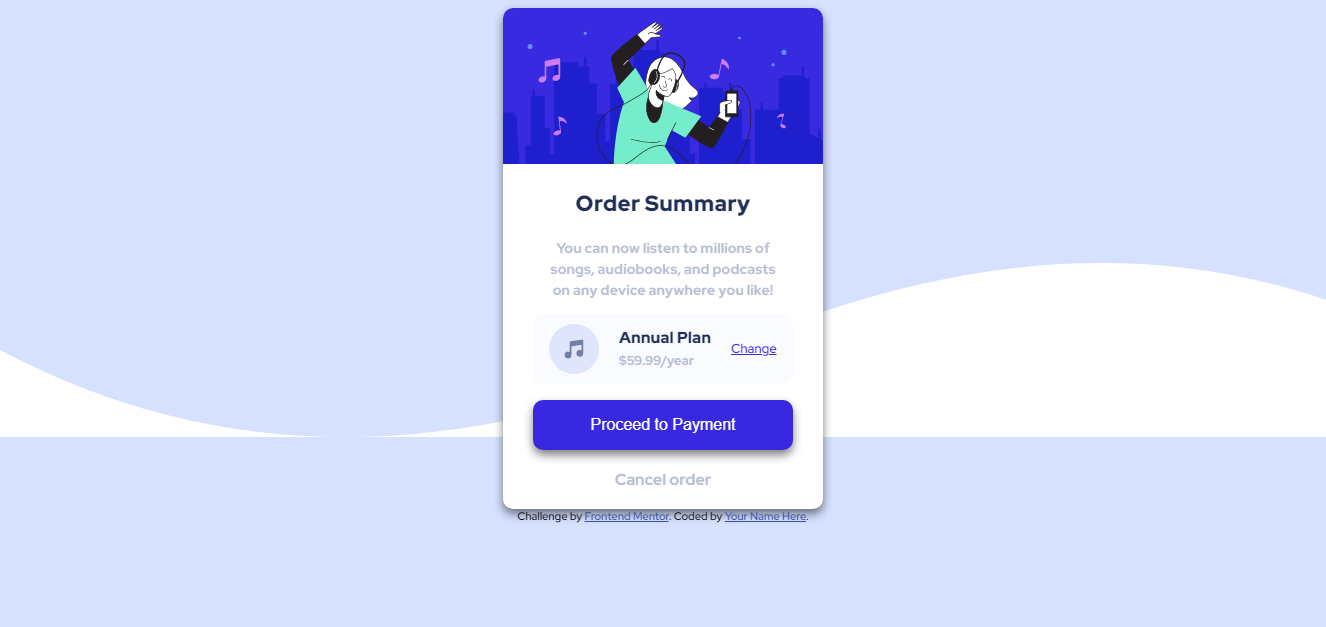 Order Summary
You can now listen to millions of
songs, audiobooks, and podcasts
on any device anywhere you like!
Annual Plan
$59.99/year
Change
Proceed to Payment
Cancel order
Challenge by Frontend Mentor. Coded by Your Name Here.